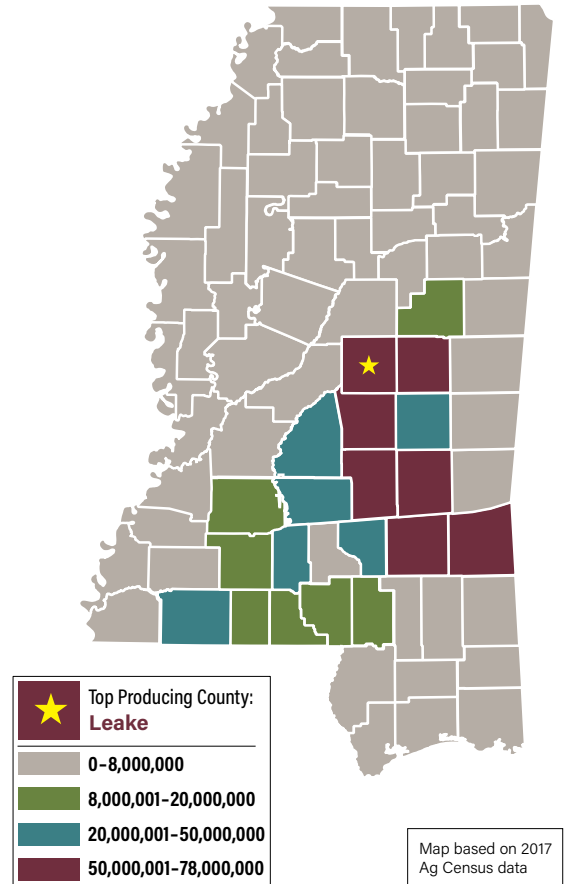 Top Producing County:
Leake
0–8,000,000
8,000,001–20,000,000
20,000,001–50,000,000
50,000,001–78,000,000
Map based on 2017
Ag Census data